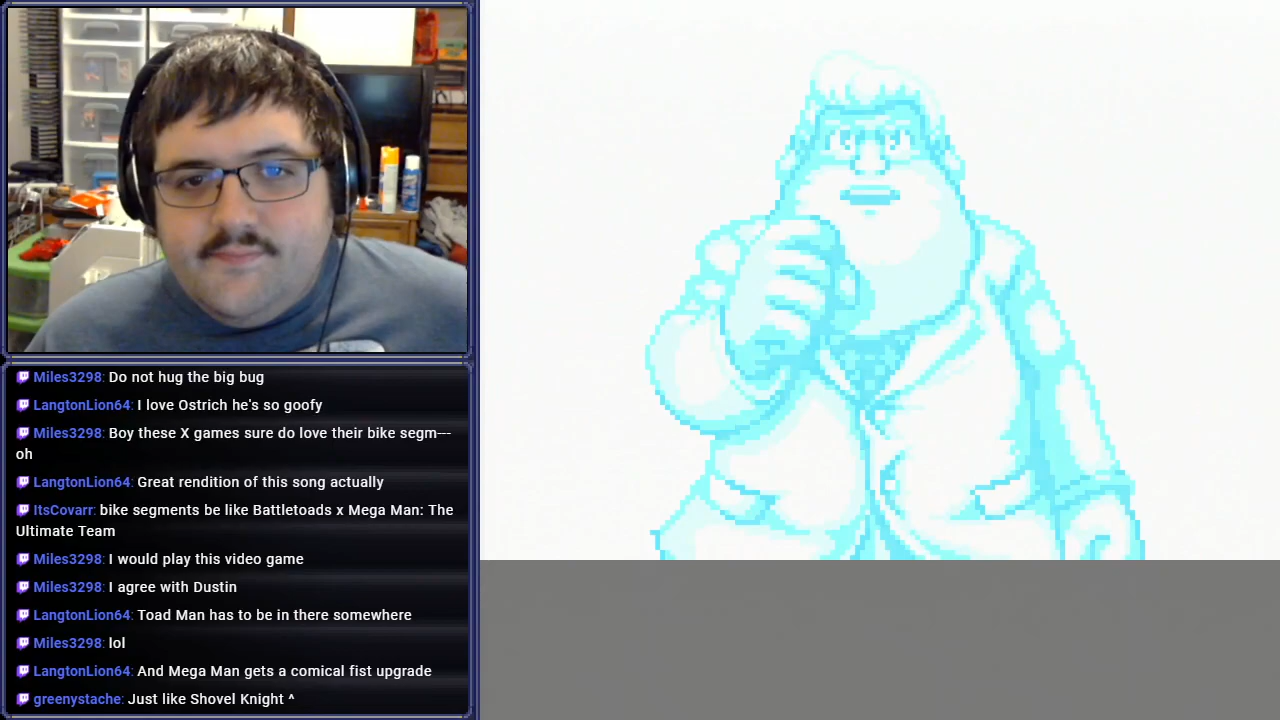 Miles3298: Do not hug the big bug
LangtonLion64: I love Ostrich he's so goofy
Miles3298: Boy these X games sure do love their bike segm---
oh
LangtonLion64: Great rendition of this song actually
ItsCovarr: bike segments be like Battletoads x Mega Man: The
Ultimate Team
Miles3298: I would play this video game
Miles3298: I agree with Dustin
LangtonLion64: Toad Man has to be in there somewhere
Miles3298: lol
LangtonLion64: And Mega Man gets a comical fist upgrade
greenystache: Just like Shovel Knight ^